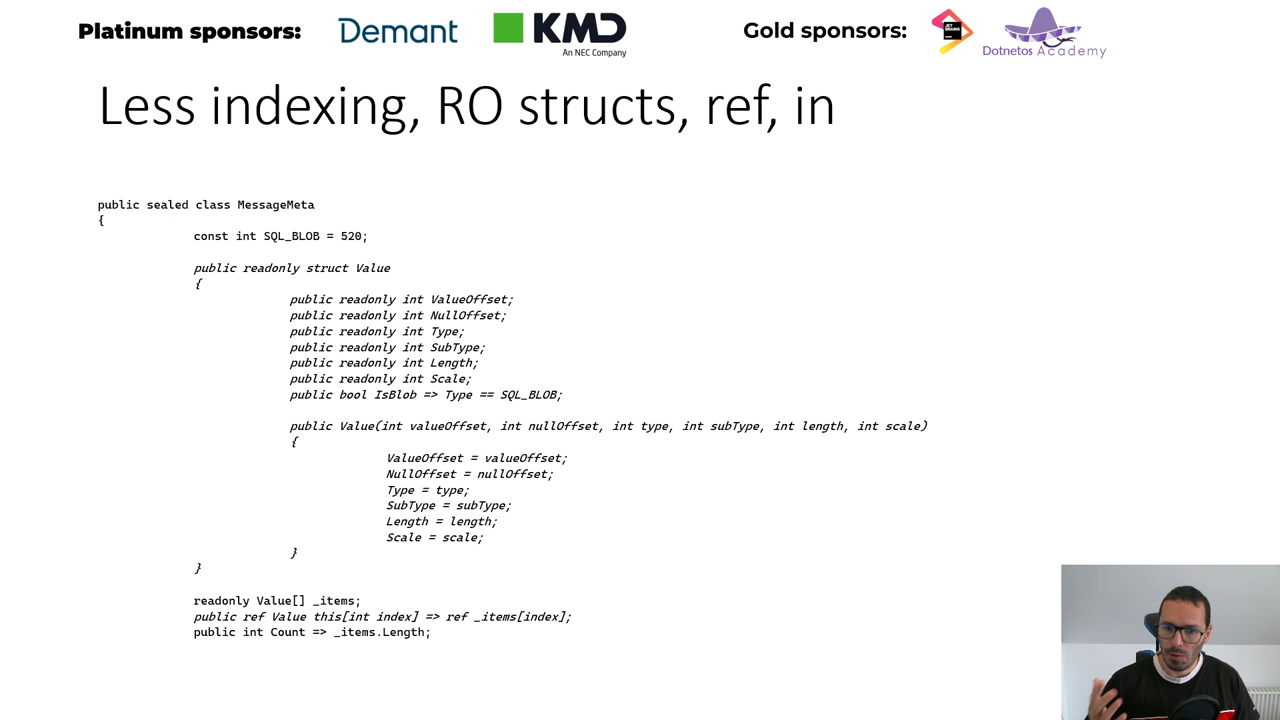 Platinum sponsors:
Demant
KMD
An NEC Company
Gold sponsors:
JET
BRAINS
Dotnetos Academy
Less indexing, RO structs, ref, in
public sealed class MessageMeta
{
const int SQL_BLOB = 520;
public readonly struct Value
{
public readonly int ValueOffset;
public readonly int NullOffset;
public readonly int Type;
public readonly int SubType;
public readonly int Length;
public readonly int Scale;
public bool IsBlob => Type == SQL_BLOB;
public Value(int valueOffset, int nullOffset, int type, int subType, int length, int scale)
{
ValueOffset = valueOffset;
NullOffset = nullOffset;
Type = type;
SubType = subType;
Length = length;
Scale = scale;
}
}
readonly Value[] _items;
public ref Value this[int index] => ref _items[index];
public int Count => _items.Length;